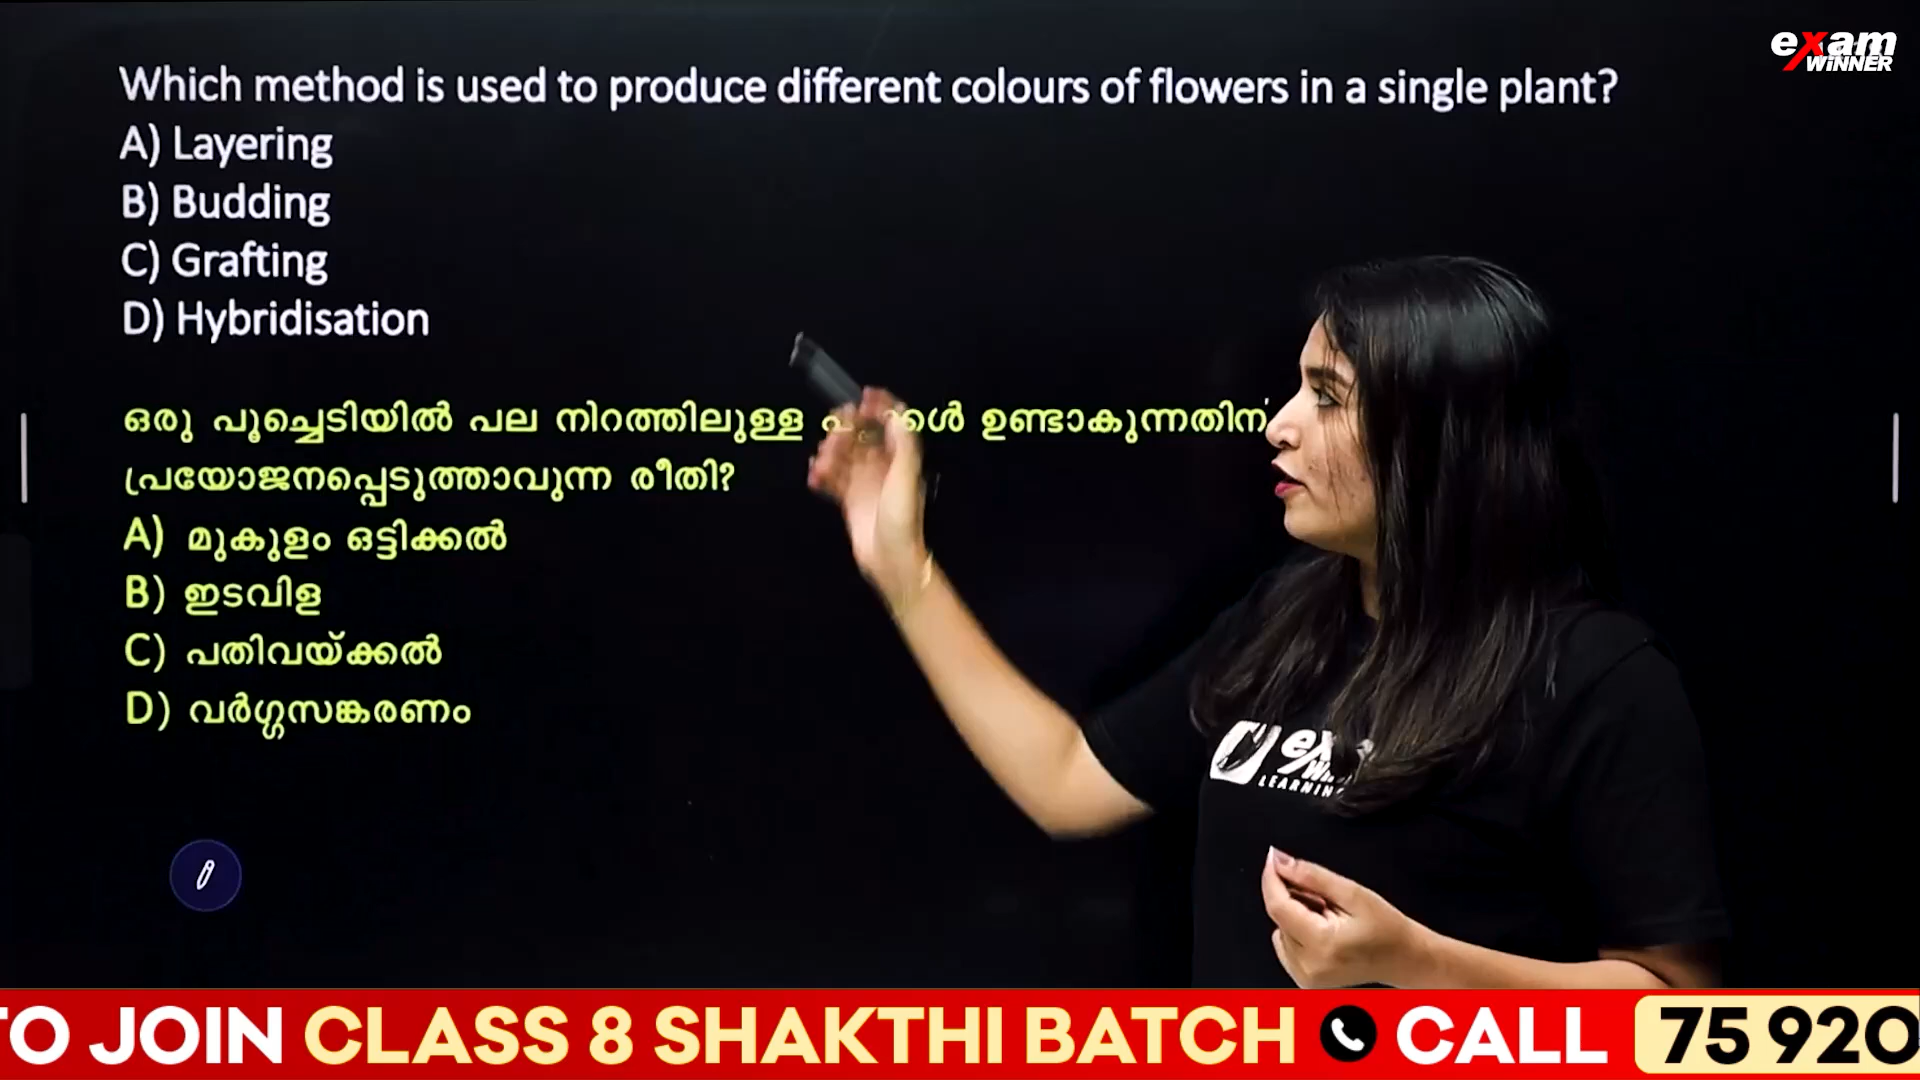 exam
WINNER
Which method is used to produce different colours of flowers in a single plant?
A) Layering
B) Budding
C) Grafting
D) Hybridisation
ഒരു പൂച്ചെടിയിൽ പല നിറത്തിലുള്ള ഉണ്ടാകുന്നതിന്
പ്രയോജനപ്പെടുത്താവുന്ന രീതി?
A) മുകുളം ഒട്ടിക്കൽ
B) ഇടവിള
C) പതിവയ്ക്കൽ
D) വർഗ്ഗസങ്കരണം
TO JOIN CLASS 8 SHAKTHI BATCH CALL 75 920